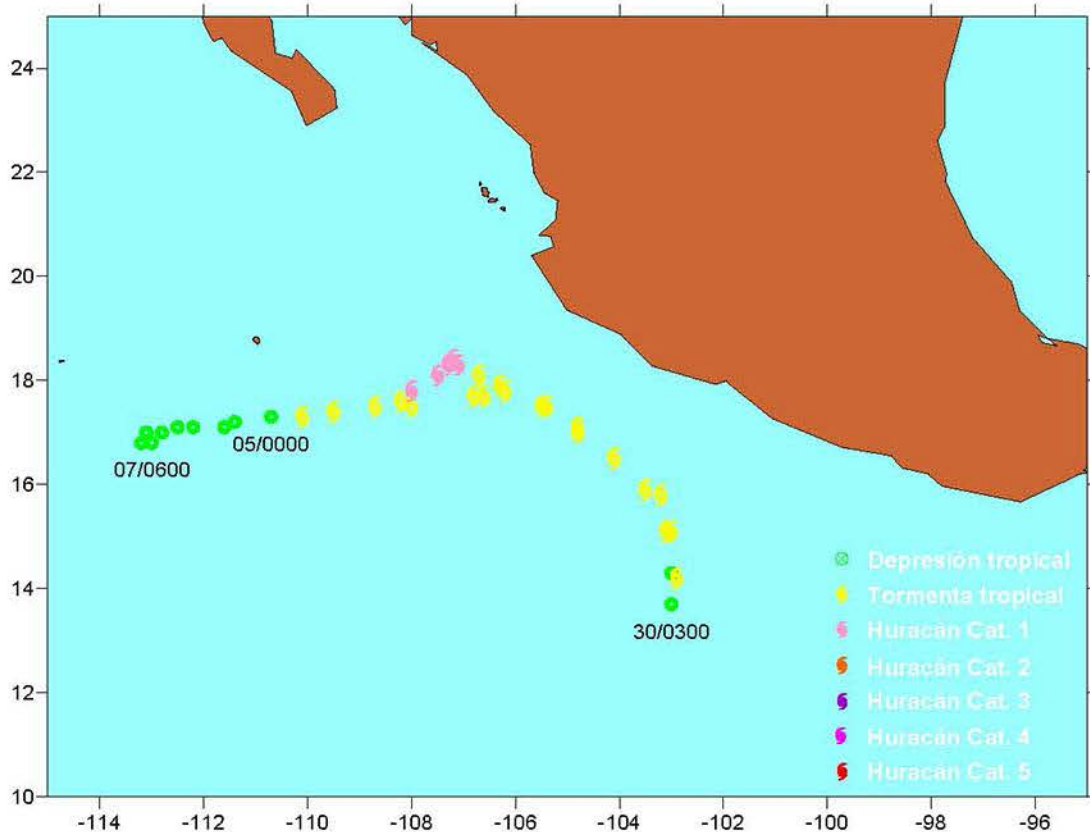 24
22
20
18
16
14
12
10
07/0600
05/0000
30/0300
Depresión tropical
Tormenta tropical
Huracán Cat. 1
Huracán Cat. 2
Huracán Cat. 3
Huracán Cat. 4
Huracán Cat. 5
-114 -112 -110 -108 -106 -104 -102 -100 -98 -96